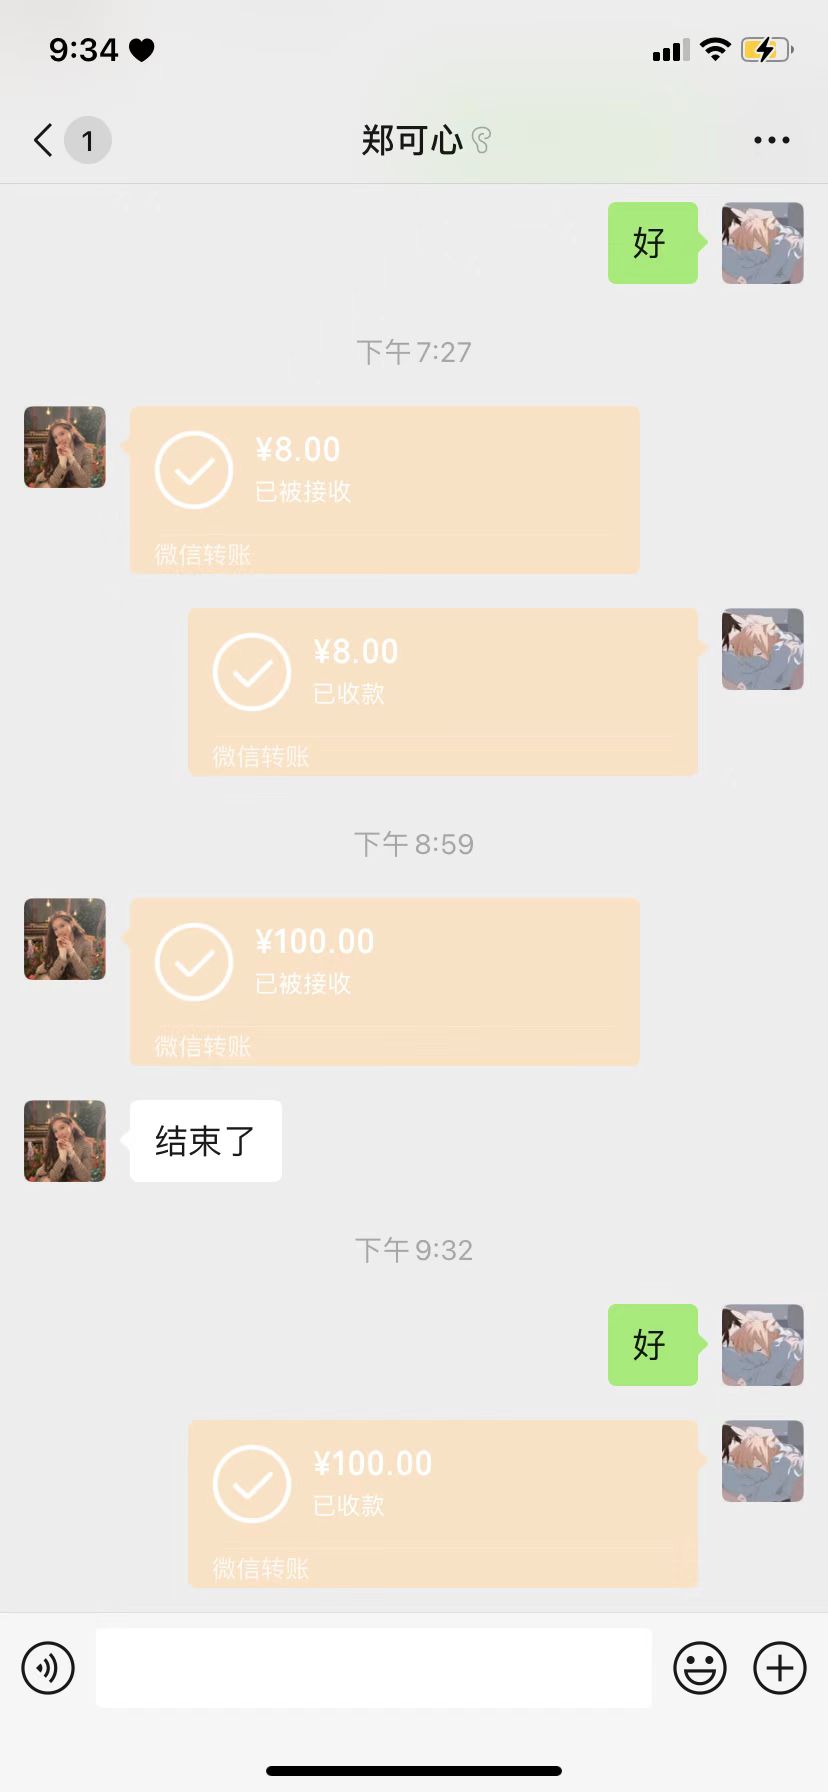 9:34
1
郑可心
好
下午 7:27
¥8.00
已被接收
微信转账
¥8.00
已收款
微信转账
下午 8:59
¥100.00
已被接收
微信转账
结束了
下午 9:32
好
¥100.00
已收款
微信转账